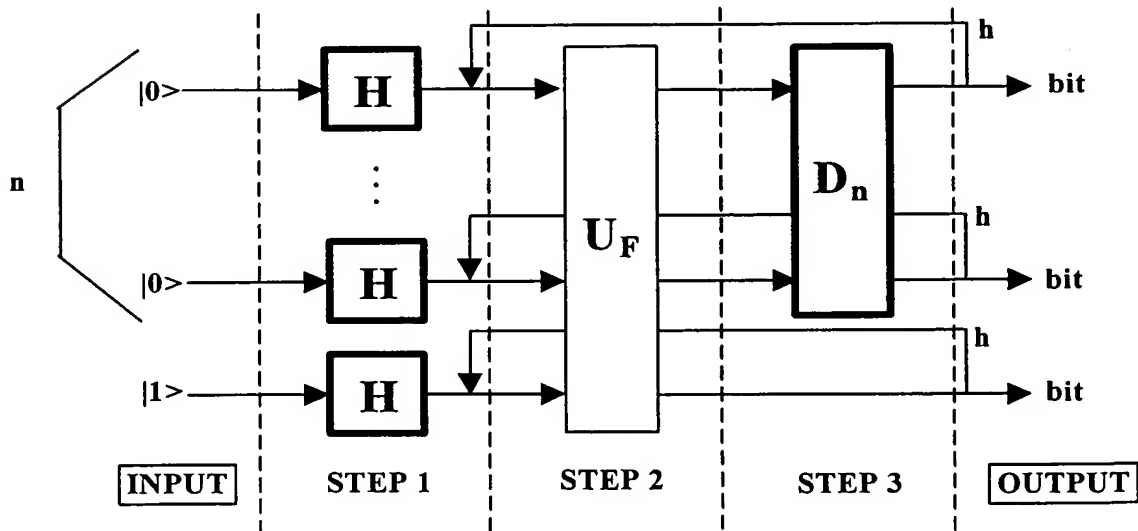 h
|0> H bit
n
h
U_F D_n
|0> H bit
h
|1> H bit
INPUT STEP 1 STEP 2 STEP 3 OUTPUT